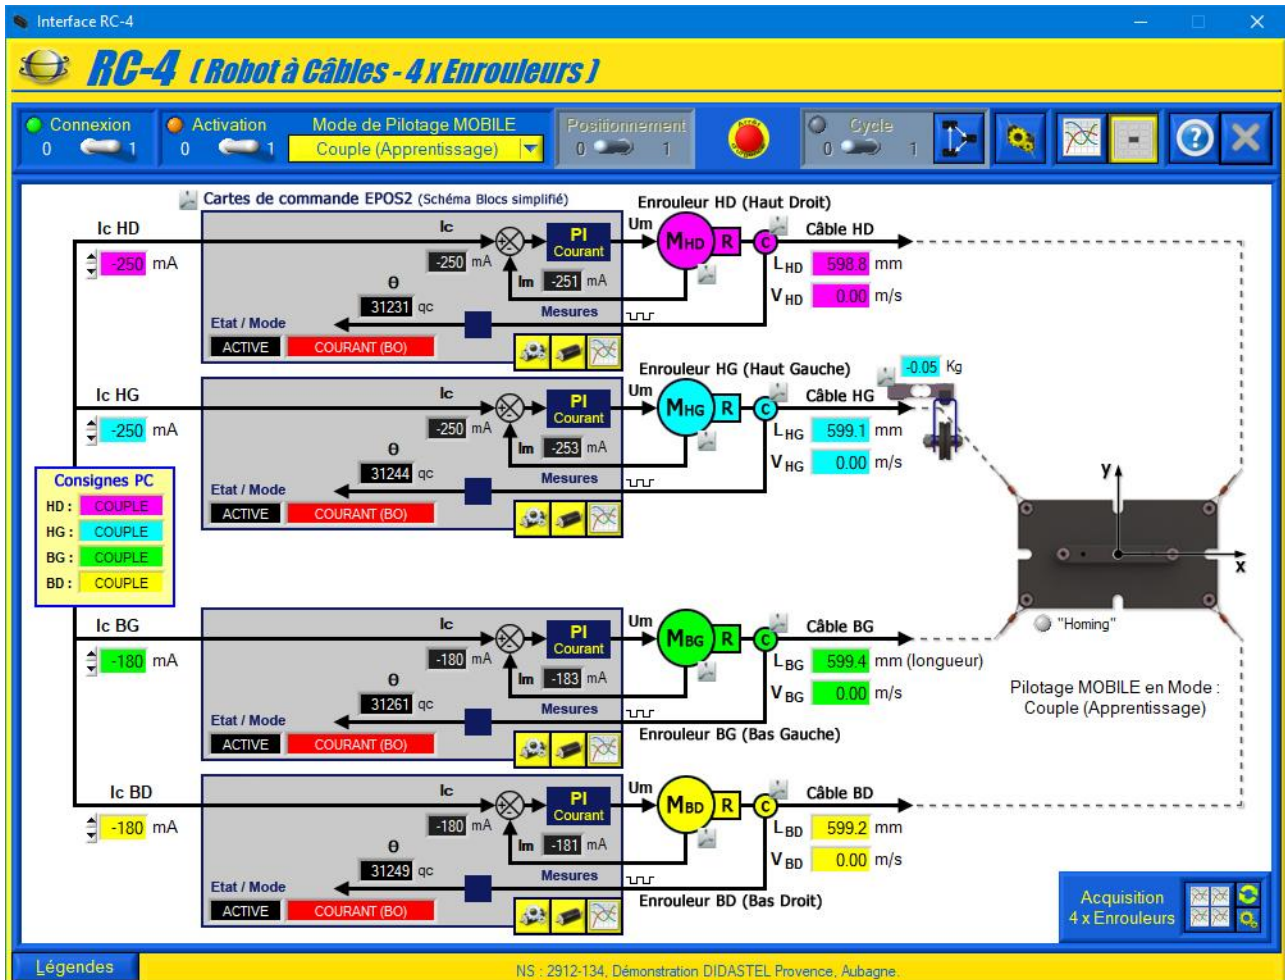 Interface RC-4
RC-4 ( Robot à Câbles - 4 x Enrouleurs )
Connexion
0 1
Activation
0 1
Mode de Pilotage MOBILE
Couple (Apprentissage)
Positionnement
0 1
Cycle
0 1
Cartes de commande EPOS2 (Schéma Blocs simplifié)
Enrouleur HD (Haut Droit)
Ic HD
-250 mA
Ic
-250 mA
PI
Courant
Um
MHD R C
Câble HD
Im -251 mA
LHD 598.8 mm
VHD 0.00 m/s
θ
31231 qc
Mesures
Etat / Mode
ACTIVE COURANT (BO)
Enrouleur HG (Haut Gauche)
-0.05 Kg
Ic HG
-250 mA
Ic
-250 mA
PI
Courant
Um
MHG R C
Câble HG
Im -253 mA
LHG 599.1 mm
VHG 0.00 m/s
θ
31244 qc
Mesures
Etat / Mode
ACTIVE COURANT (BO)
Consignes PC
HD : COUPLE
HG : COUPLE
BG : COUPLE
BD : COUPLE
y
x
"Homing"
Pilotage MOBILE en Mode :
Couple (Apprentissage)
Ic BG
-180 mA
Ic
-180 mA
PI
Courant
Um
MBG R C
Câble BG
Im -183 mA
LBG 599.4 mm (longueur)
VBG 0.00 m/s
θ
31261 qc
Mesures
Etat / Mode
ACTIVE COURANT (BO)
Enrouleur BG (Bas Gauche)
Ic BD
-180 mA
Ic
-180 mA
PI
Courant
Um
MBD R C
Câble BD
Im -181 mA
LBD 599.2 mm
VBD 0.00 m/s
θ
31249 qc
Mesures
Etat / Mode
ACTIVE COURANT (BO)
Enrouleur BD (Bas Droit)
Acquisition
4 x Enrouleurs
Légendes
NS : 2912-134, Démonstration DIDASTEL Provence, Aubagne.